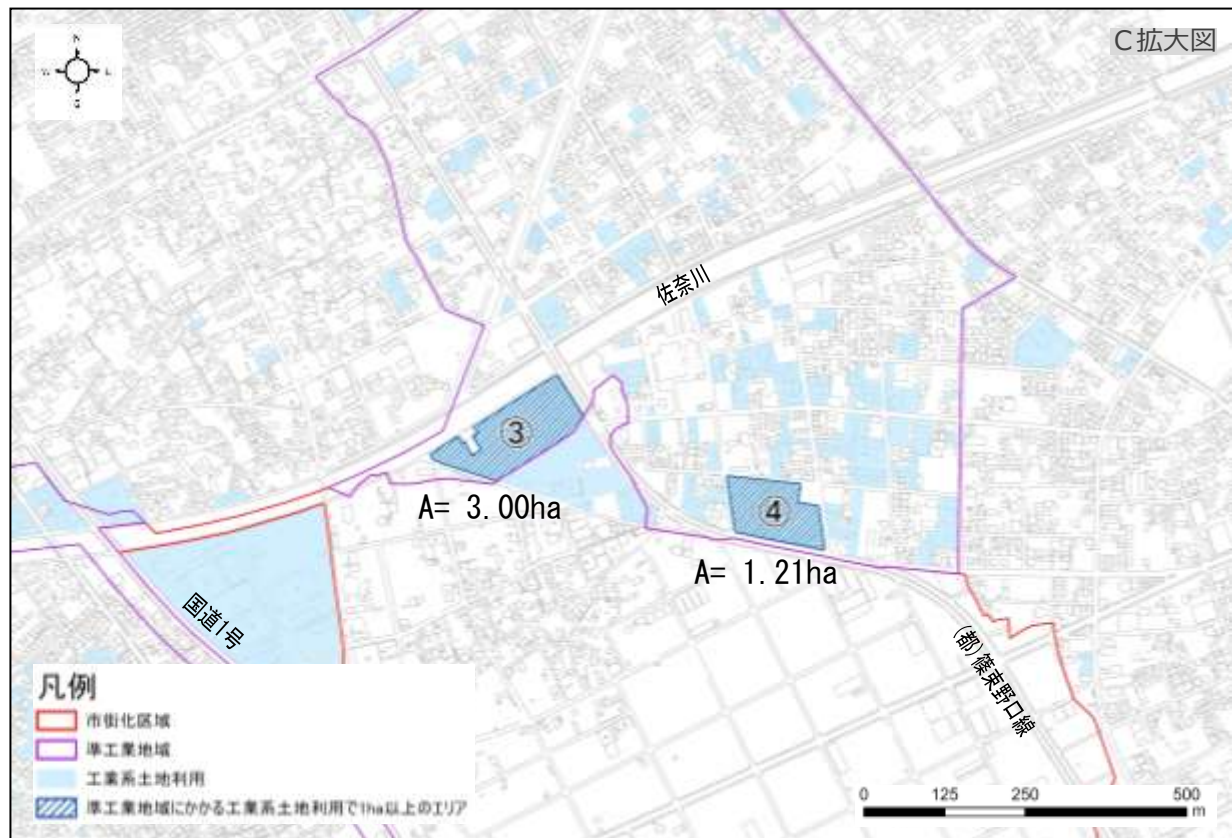 C拡大図
N
佐奈川
③
A= 3.00ha
④
A= 1.21ha
国道1号
(都)篠束野口線
凡例
市街化区域
準工業地域
工業系土地利用
準工業地域にかかる工業系土地利用で1ha以上のエリア
0 125 250 500
m